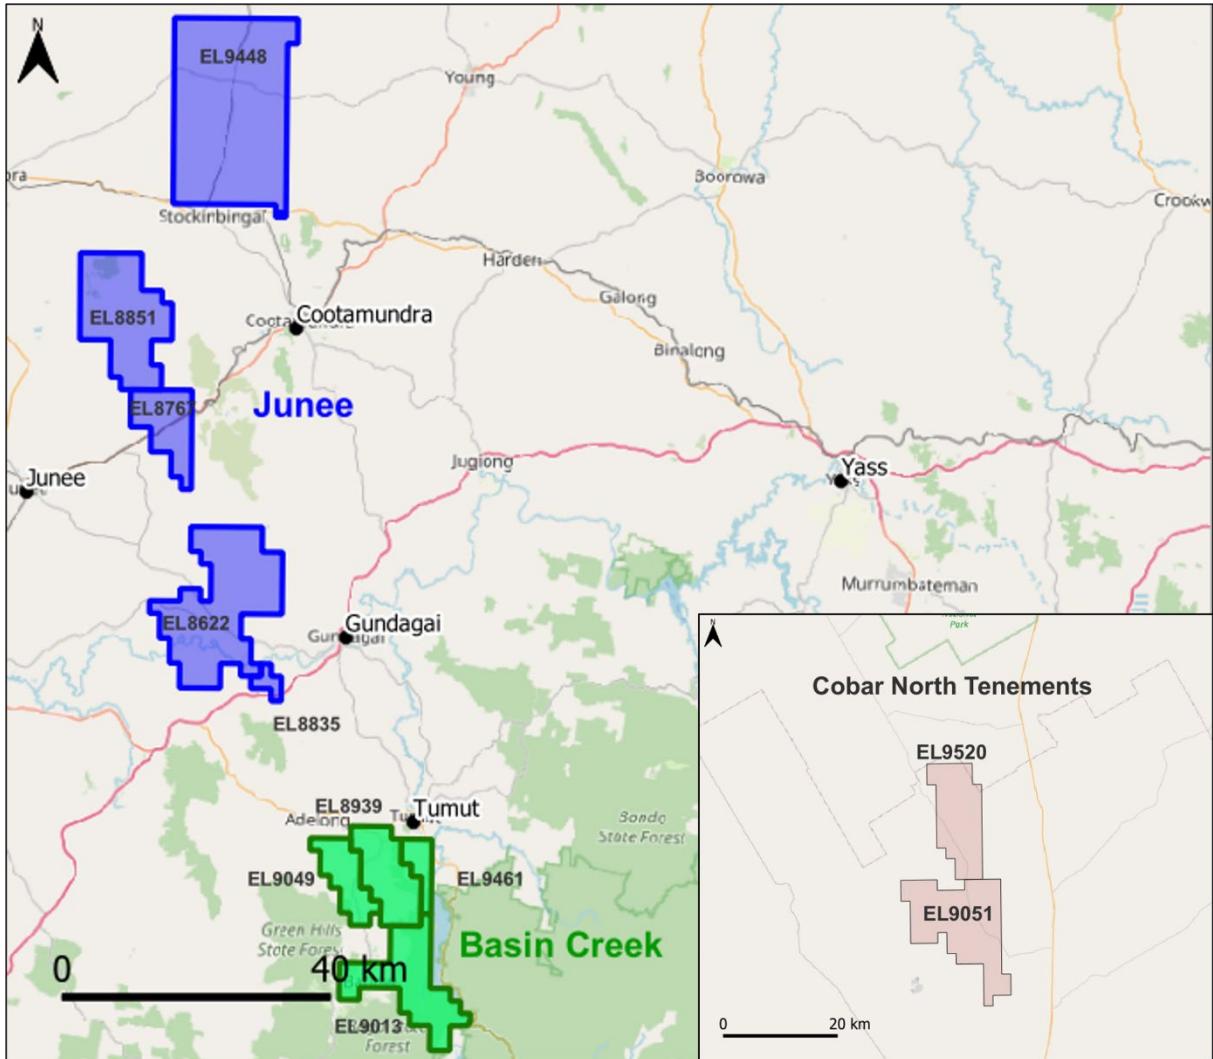 N
EL9448
Young
Boorowa
Crookw
Stockinbingal
Harden
EL8851
Galong
Cootamundra
Binalong
EL8767
Junee
Jugiong
Yass
Junee
Murrumbateman
EL8622
Gundagai
Gundagai
EL8835
N
Park
Cobar North Tenements
EL9520
EL9051
0
20 km
EL8939
Adelong
Tumut
Bondo
State Forest
EL9049
EL9461
Green Hills
State Forest
Basin Creek
0
40 km
EL9013
Forest